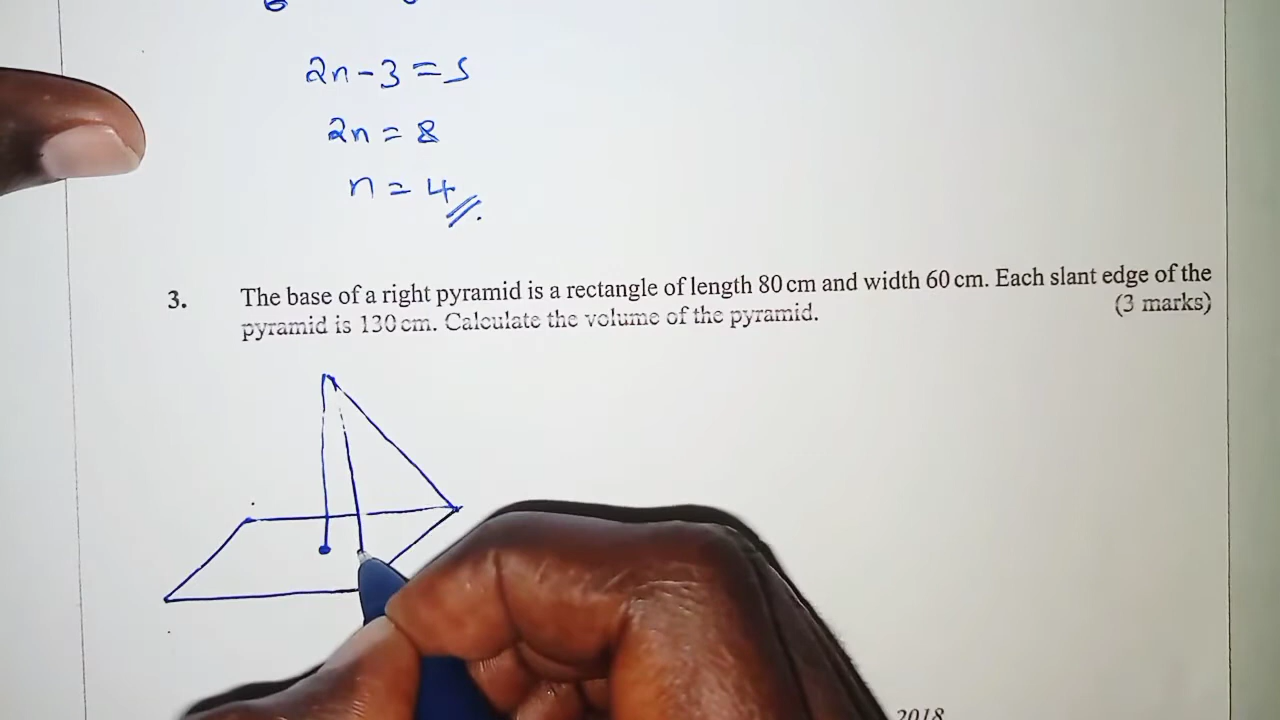 2n - 3 = 5
2n = 8
n = 4
3. The base of a right pyramid is a rectangle of length 80 cm and width 60 cm. Each slant edge of the
pyramid is 130 cm. Calculate the volume of the pyramid. (3 marks)
2018